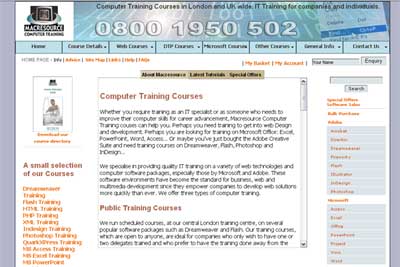 Computer Training Courses in London and UK wide. IT Training for companies and individuals.
0800 1950 502
MACRESOURCE
COMPUTER TRAINING
Home
Course Details
Web Courses
DTP Courses
Microsoft Courses
Other Courses
General Info
Contact Us
HOME PAGE - Info | Advice | Site Map | Links | Help | FAQs
| My Basket | My Account |
Your Name
Enquiry
About Macresource
Latest Tutorials
Special Offers
Download our
course directory
A small selection
of our Courses
Dreamweaver
Training
Flash Training
HTML Training
PHP Training
XML Training
InDesign Training
Photoshop Training
QuarkXPress Training
MS Access Training
MS Excel Training
MS PowerPoint
Computer Training Courses
Whether you require training as an IT specialist or as someone who needs to
improve their computer skills for career advancement, Macresource Computer
Training courses can help you. Perhaps you need training to get into web Design
and development. Perhaps you are looking for training on Microsoft Office: Excel,
PowerPoint, Word, Access... Or maybe you've just bought the Adobe Creative
Suite and need training courses on Dreamweaver, Flash, Photoshop and
InDesign...
We specialise in providing quality IT training on a variety of web technologies and
computer software packages, especially those by Microsoft and Adobe. These
software environments have become the standard for business, web and
multimedia development since they empower companies to develop web solutions
more quickly than ever. We offer three types of computer training.
Public Training Courses
We run scheduled courses, at our central London training centre, on several
popular software packages such as Dreamweaver and Flash. Our training courses,
which are open to anyone, are ideal for companies who only wish to have one or
two delegates trained and who prefer to have the training done away from the
Search
Special Offers
Software Sales
Bulk Purchase
Adobe
Acrobat
Director
Dreamweaver
Fireworks
Flash
Illustrator
InDesign
Photoshop
Microsoft
Access
Excel
Office
PowerPoint
Project
Visio
Word